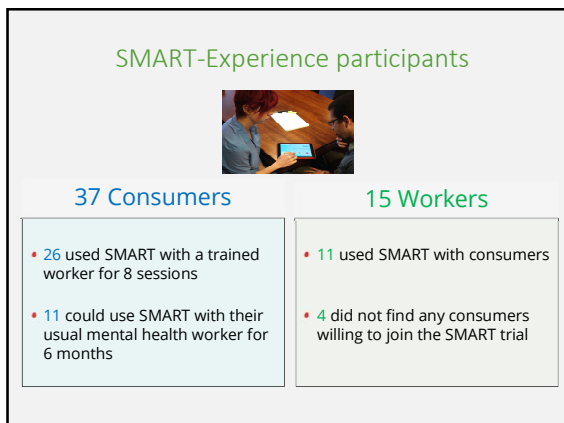 SMART-Experience participants
37 Consumers
• 26 used SMART with a trained
worker for 8 sessions
• 11 could use SMART with their
usual mental health worker for
6 months
15 Workers
• 11 used SMART with consumers
• 4 did not find any consumers
willing to join the SMART trial